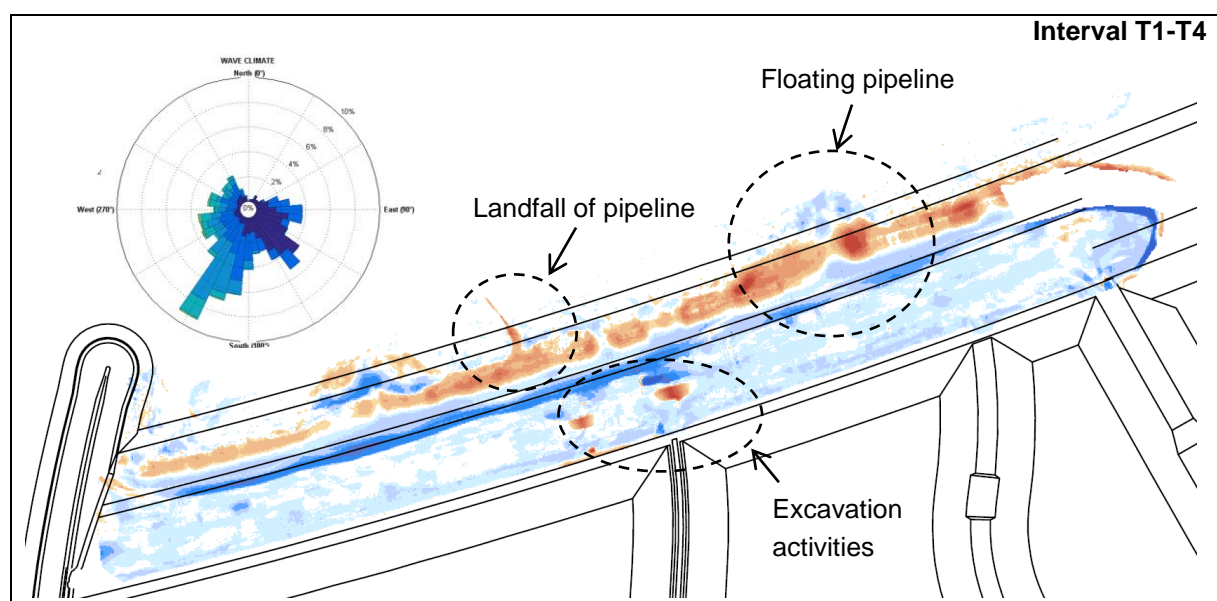 Interval T1-T4
WAVE CLIMATE
North (0°)
Floating pipeline
10%
8%
6%
4%
2%
0%
West (270°)
East (90°)
South (180°)
Landfall of pipeline
Excavation
activities